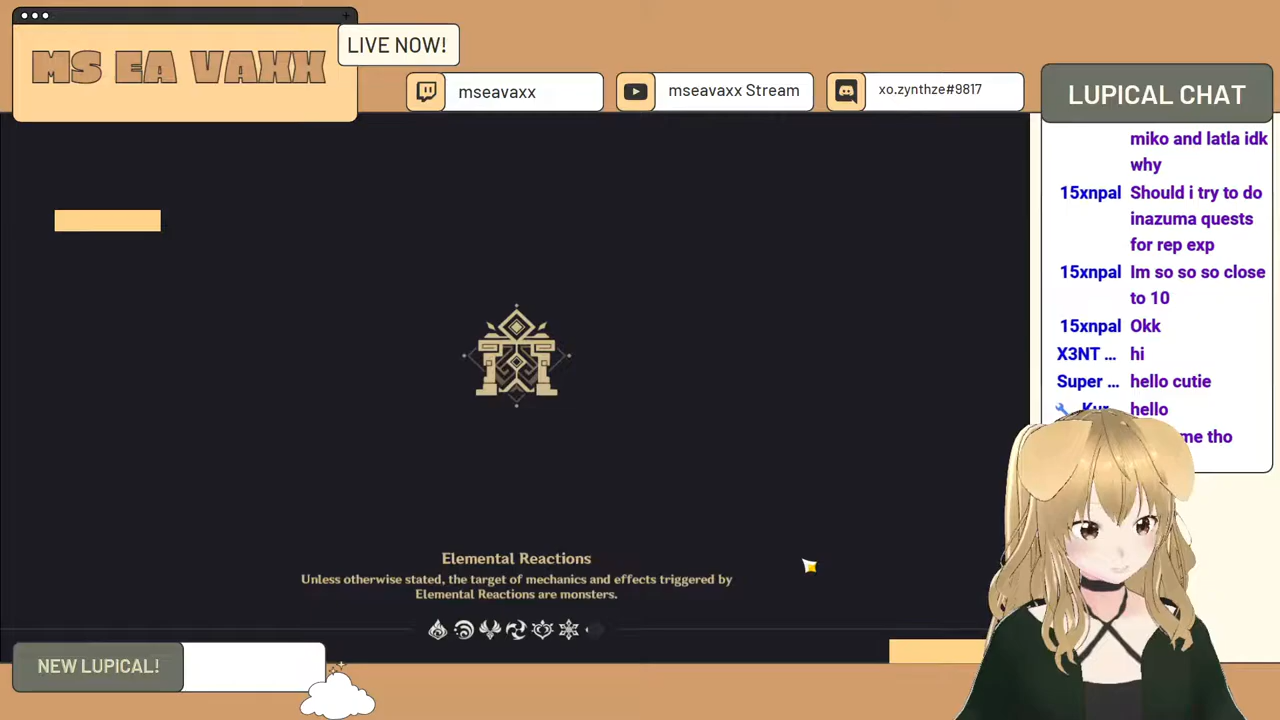 MS EA VAXX
LIVE NOW!
mseavaxx
mseavaxx Stream
xo.zynthze#9817
LUPICAL CHAT
miko and latla idk
why
15xnpal Should i try to do
inazuma quests
for rep exp
15xnpal Im so so so close
to 10
15xnpal Okk
X3NT ... hi
Super ... hello cutie
hello
me tho
Elemental Reactions
Unless otherwise stated, the target of mechanics and effects triggered by
Elemental Reactions are monsters.
NEW LUPICAL!